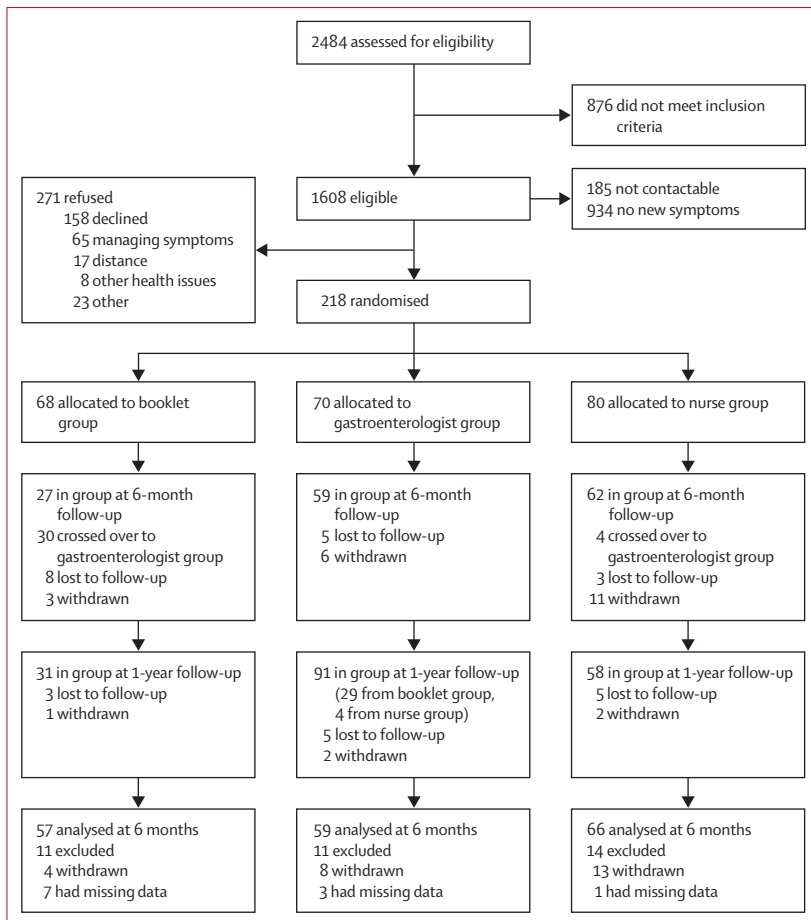 2484 assessed for eligibility
876 did not meet inclusion
criteria
1608 eligible
185 not contactable
934 no new symptoms
271 refused
158 declined
65 managing symptoms
17 distance
8 other health issues
23 other
218 randomised
68 allocated to booklet
group
70 allocated to
gastroenterologist group
80 allocated to nurse group
27 in group at 6-month
follow-up
30 crossed over to
gastroenterologist group
8 lost to follow-up
3 withdrawn
59 in group at 6-month
follow-up
5 lost to follow-up
6 withdrawn
62 in group at 6-month
follow-up
4 crossed over to
gastroenterologist group
3 lost to follow-up
11 withdrawn
31 in group at 1-year follow-up
3 lost to follow-up
1 withdrawn
91 in group at 1-year follow-up
(29 from booklet group,
4 from nurse group)
5 lost to follow-up
2 withdrawn
58 in group at 1-year follow-up
5 lost to follow-up
2 withdrawn
57 analysed at 6 months
11 excluded
4 withdrawn
7 had missing data
59 analysed at 6 months
11 excluded
8 withdrawn
3 had missing data
66 analysed at 6 months
14 excluded
13 withdrawn
1 had missing data